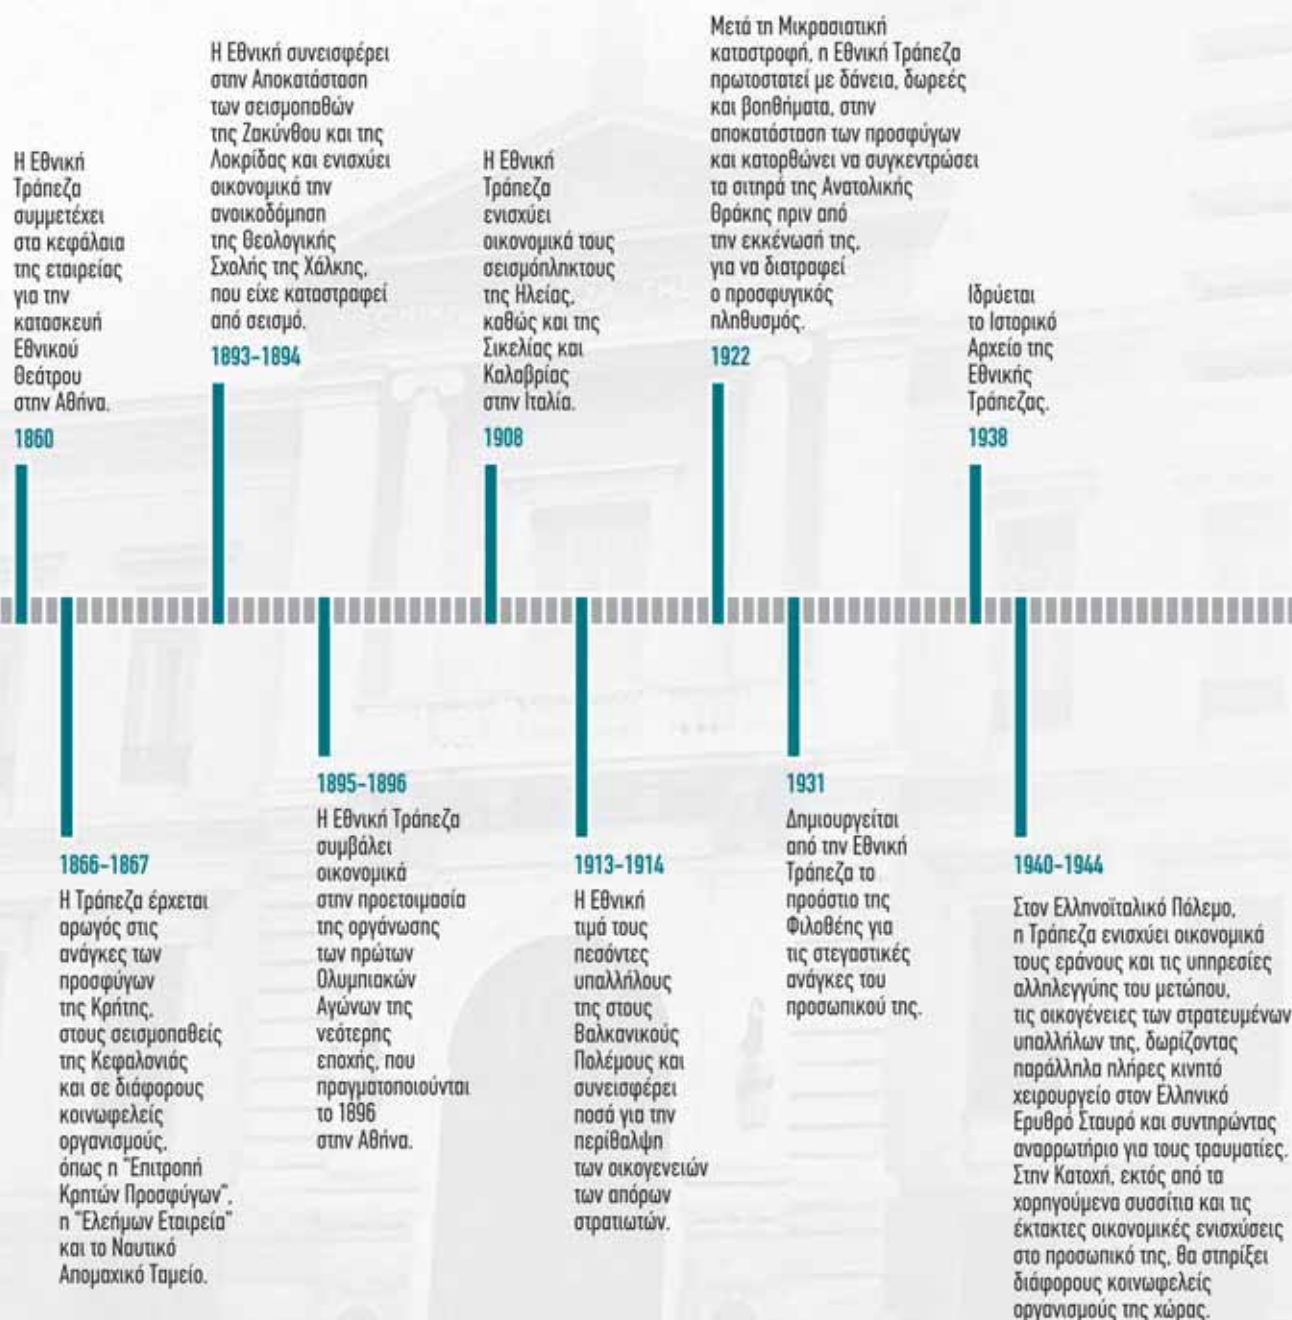 Η Εθνική
Τράπεζα
συμμετέχει
στα κεφάλαια
της εταιρείας
για την
κατασκευή
Εθνικού
Θεάτρου
στην Αθήνα.
1860
1866-1867
Η Τράπεζα έρχεται
αρωγός στις
ανάγκες των
προσφύγων
της Κρήτης,
στους σεισμοπαθείς
της Κεφαλονιάς
και σε διάφορους
κοινωφελείς
οργανισμούς,
όπως η "Επιτροπή
Κρητών Προσφύγων",
η "Ελεήμων Εταιρεία"
και το Ναυτικό
Απομαχικό Ταμείο.
Η Εθνική συνεισφέρει
στην Αποκατάσταση
των σεισμοπαθών
της Ζακύνθου και της
Λοκρίδας και ενισχύει
οικονομικά την
ανοικοδόμηση
της Θεολογικής
Σχολής της Χάλκης,
που είχε καταστραφεί
από σεισμό.
1893-1894
1895-1896
Η Εθνική Τράπεζα
συμβάλει
οικονομικά
στην προετοιμασία
της οργάνωσης
των πρώτων
Ολυμπιακών
Αγώνων της
νεότερης
εποχής, που
πραγματοποιούνται
το 1896
στην Αθήνα.
Η Εθνική
Τράπεζα
ενισχύει
οικονομικά τους
σεισμόπληκτους
της Ηλείας,
καθώς και της
Σικελίας και
Καλαβρίας
στην Ιταλία.
1908
1913-1914
Η Εθνική
τιμά τους
πεσόντες
υπαλλήλους
της στους
Βαλκανικούς
Πολέμους και
συνεισφέρει
ποσά για την
περίθαλψη
των οικογενειών
των απόρων
στρατιωτών.
Μετά τη Μικρασιατική
καταστροφή, η Εθνική Τράπεζα
πρωτοστατεί με δάνεια, δωρεές
και βοηθήματα, στην
αποκατάσταση των προσφύγων
και κατορθώνει να συγκεντρώσει
τα σιτηρά της Ανατολικής
Θράκης πριν από
την εκκένωσή της,
για να διατραφεί
ο προσφυγικός
πληθυσμός.
1922
1931
Δημιουργείται
από την Εθνική
Τράπεζα το
προάστιο της
Φιλοθέης για
τις στεγαστικές
ανάγκες του
προσωπικού της.
Ιδρύεται
το Ιστορικό
Αρχείο της
Εθνικής
Τράπεζας.
1938
1940-1944
Στον Ελληνοϊταλικό Πόλεμο,
η Τράπεζα ενισχύει οικονομικά
τους εράνους και τις υπηρεσίες
αλληλεγγύης του μετώπου,
τις οικογένειες των στρατευμένων
υπαλλήλων της, δωρίζοντας
παράλληλα πλήρες κινητό
χειρουργείο στον Ελληνικό
Ερυθρό Σταυρό και συντηρώντας
αναρρωτήριο για τους τραυματίες.
Στην Κατοχή, εκτός από τα
χορηγούμενα συσσίτια και τις
έκτακτες οικονομικές ενισχύσεις
στο προσωπικό της, θα στηρίξει
διάφορους κοινωφελείς
οργανισμούς της χώρας.